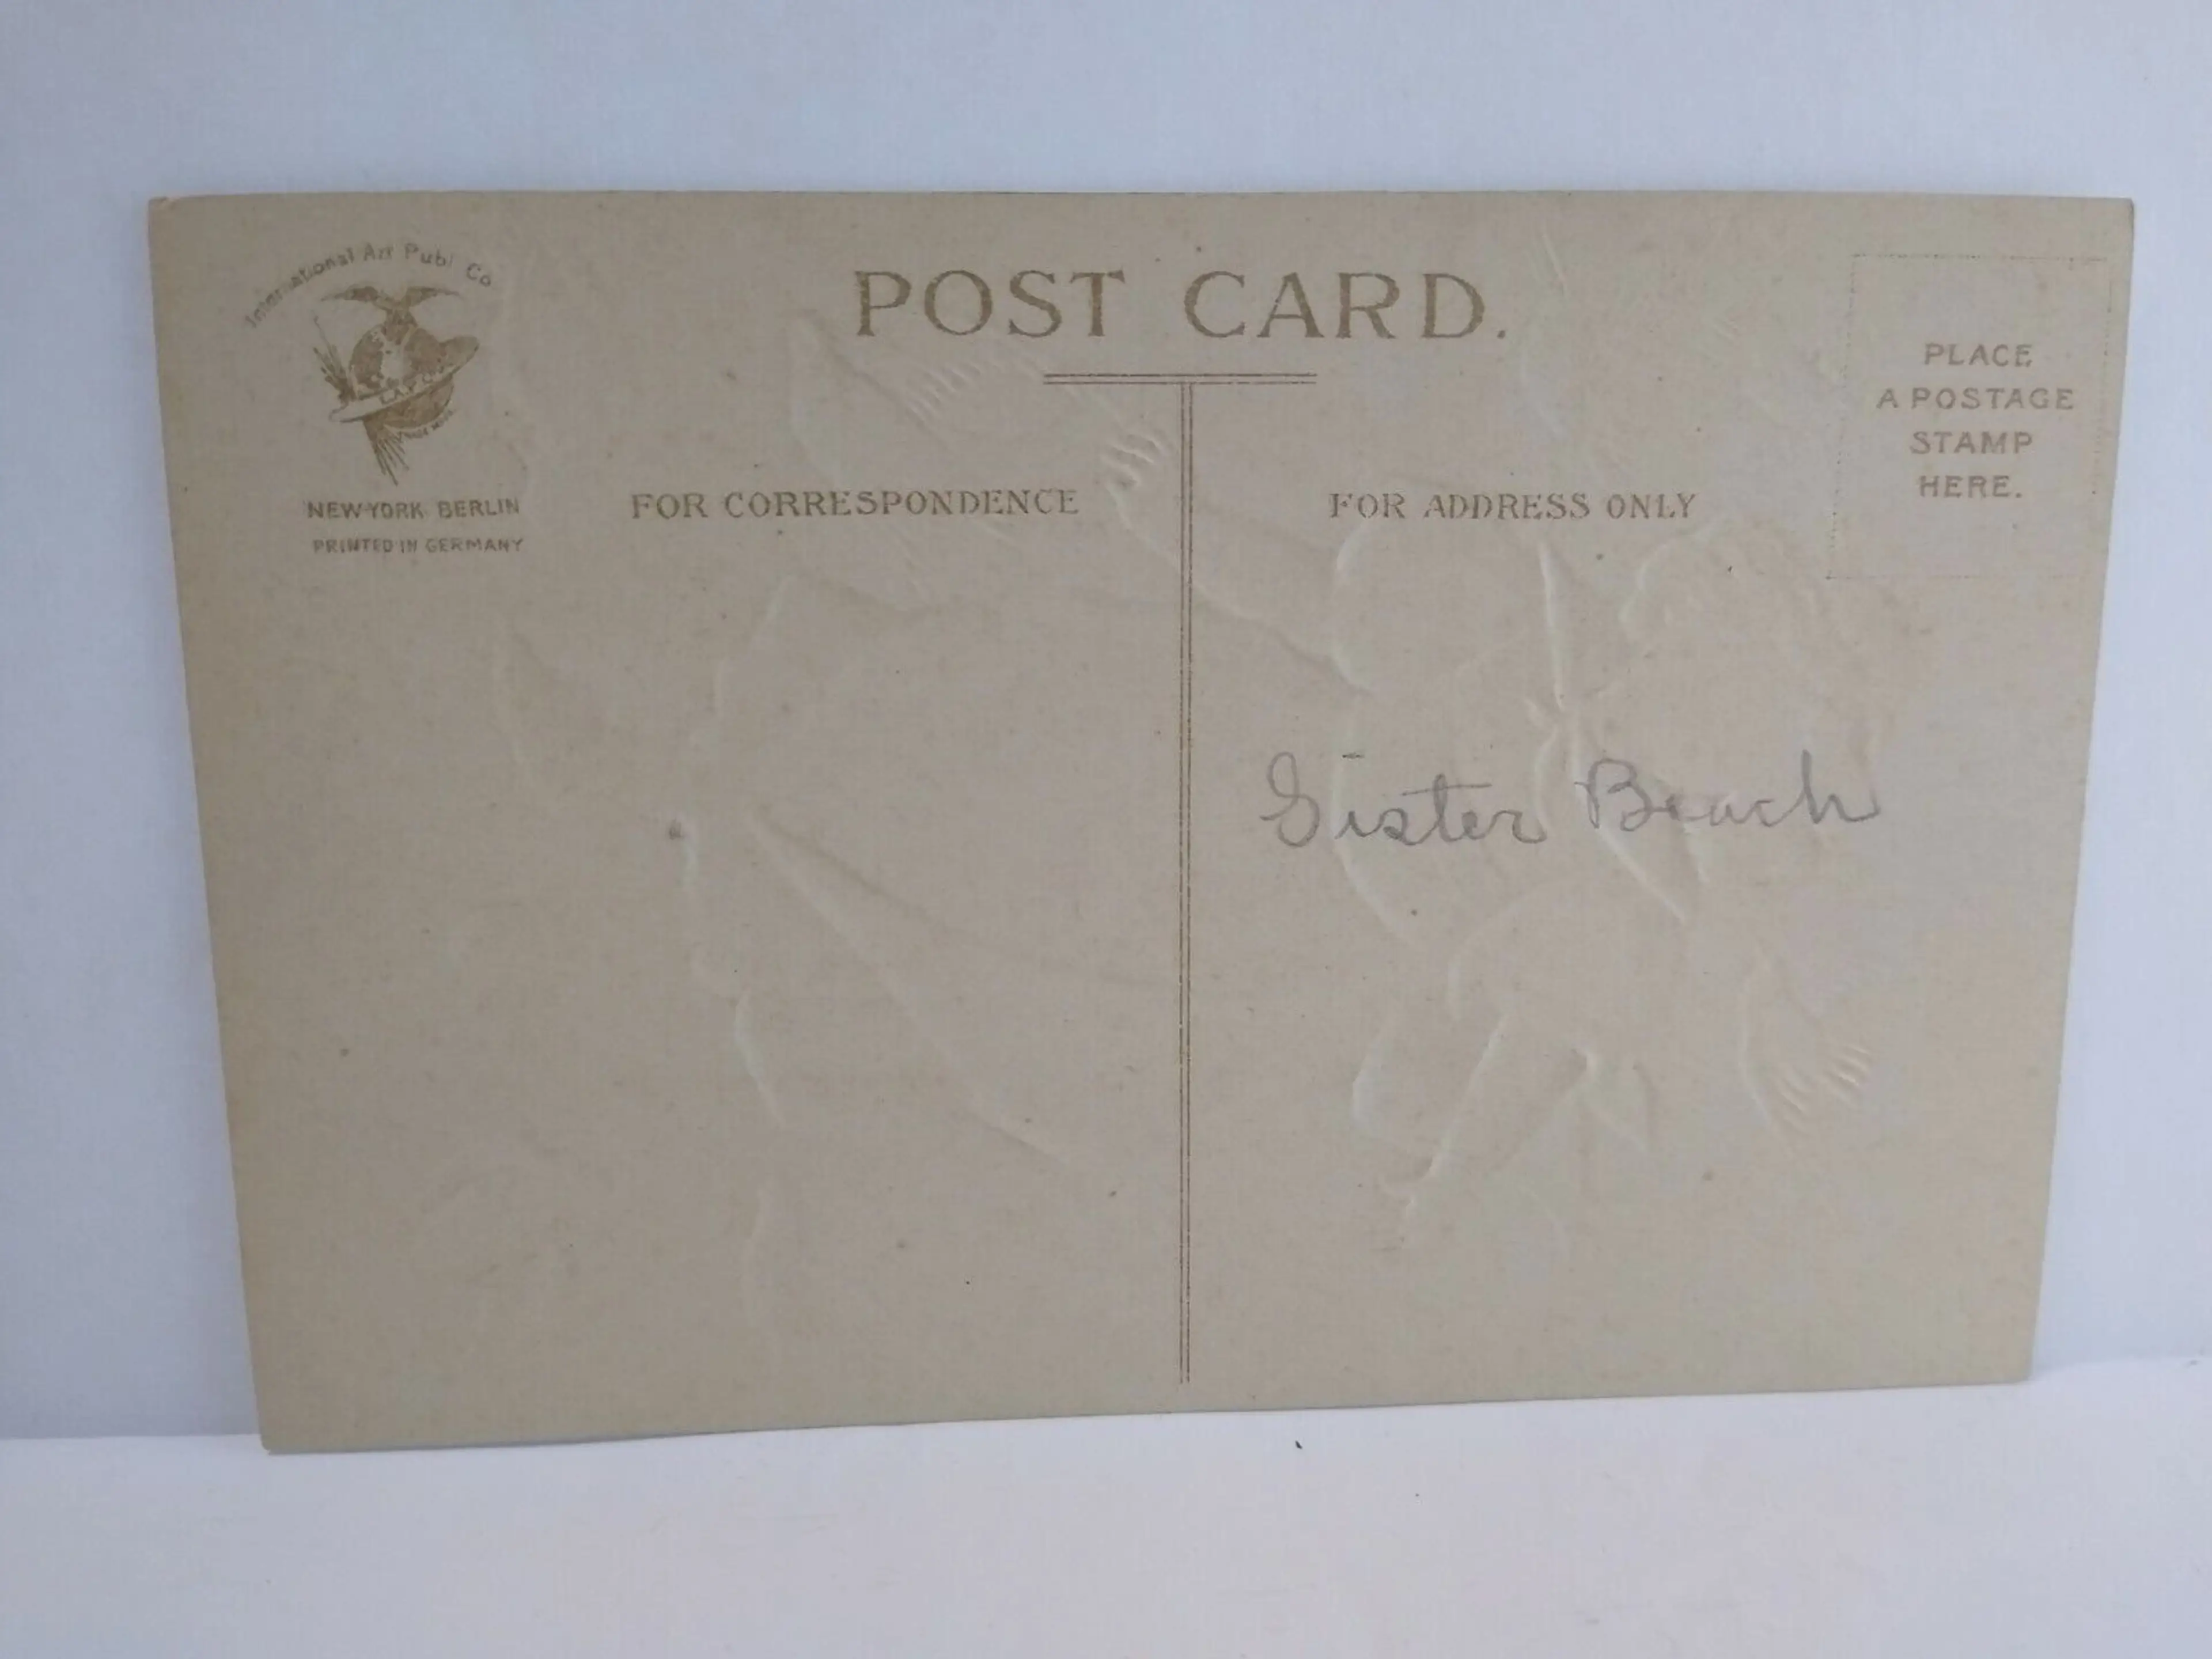 International Art Publ Co
POST CARD.
PLACE
A POSTAGE
STAMP
HERE.
NEW-YORK BERLIN
PRINTED IN GERMANY
FOR CORRESPONDENCE
FOR ADDRESS ONLY
Sister Beach